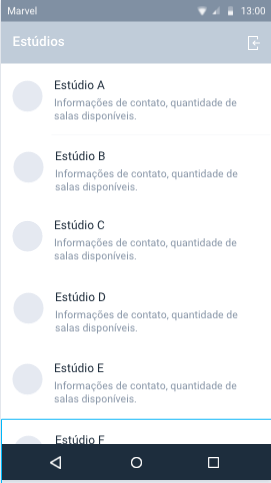 Marvel 13:00
Estúdios
Estúdio A
Informações de contato, quantidade de
salas disponíveis.
Estúdio B
Informações de contato, quantidade de
salas disponíveis.
Estúdio C
Informações de contato, quantidade de
salas disponíveis.
Estúdio D
Informações de contato, quantidade de
salas disponíveis.
Estúdio E
Informações de contato, quantidade de
salas disponíveis.
Estúdio F